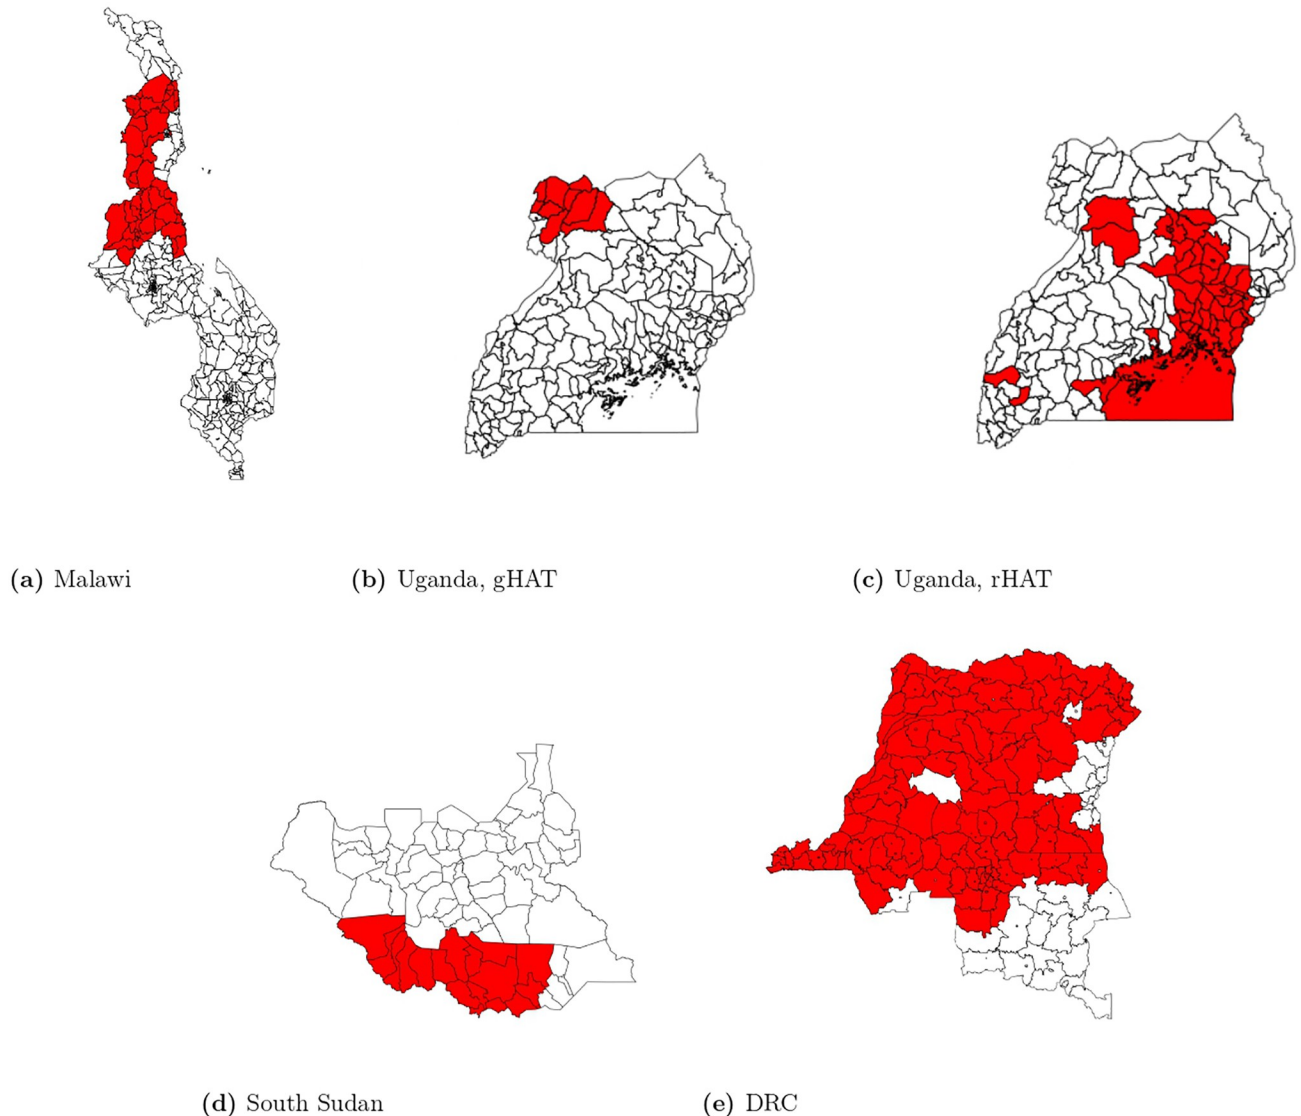 (a) Malawi
(b) Uganda, gHAT
(c) Uganda, rHAT
(d) South Sudan
(e) DRC